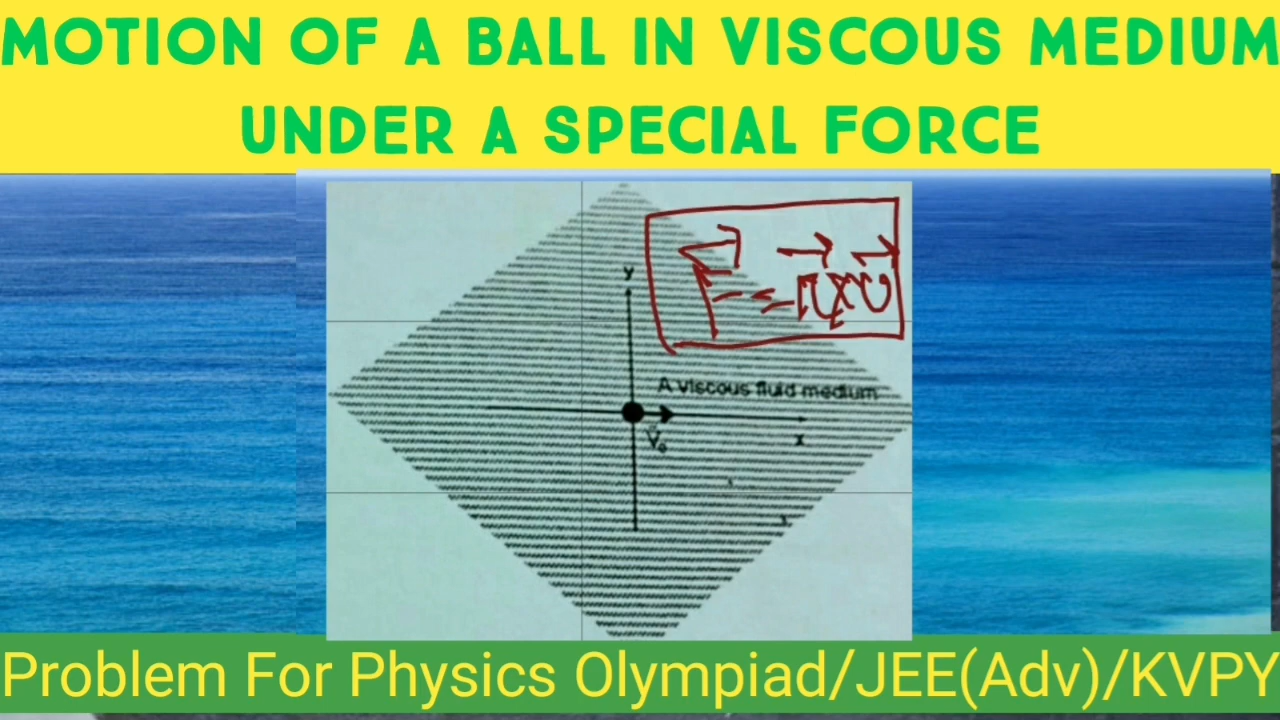 MOTION OF A BALL IN VISCOUS MEDIUM
UNDER A SPECIAL FORCE
y
A viscous fluid medium
V₀
x
Problem For Physics Olympiad/JEE(Adv)/KVPY